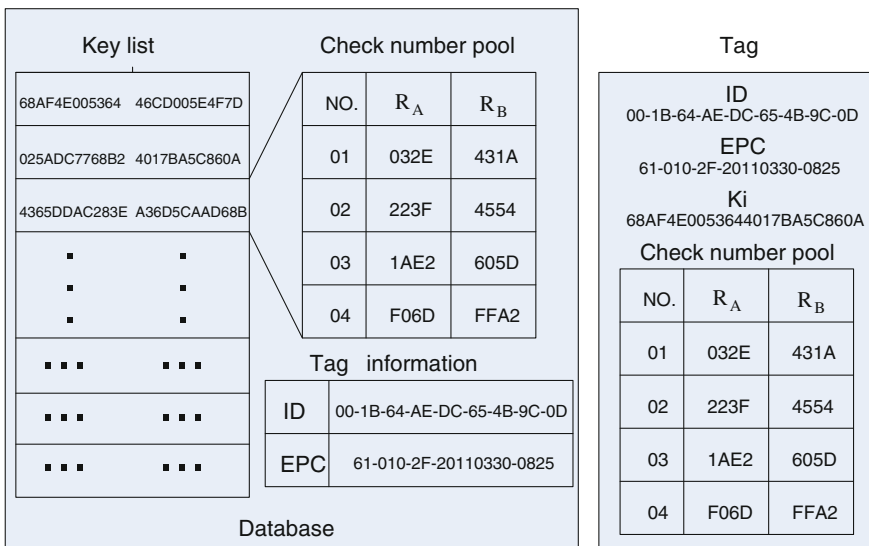 Key list
68AF4E005364 46CD005E4F7D
025ADC7768B2 4017BA5C860A
4365DDAC283E A36D5CAAD68B
Check number pool
NO. R_A R_B
01 032E 431A
02 223F 4554
03 1AE2 605D
04 F06D FFA2
Tag information
ID 00-1B-64-AE-DC-65-4B-9C-0D
EPC 61-010-2F-20110330-0825
Database
Tag
ID
00-1B-64-AE-DC-65-4B-9C-0D
EPC
61-010-2F-20110330-0825
Ki
68AF4E0053644017BA5C860A
Check number pool
NO. R_A R_B
01 032E 431A
02 223F 4554
03 1AE2 605D
04 F06D FFA2